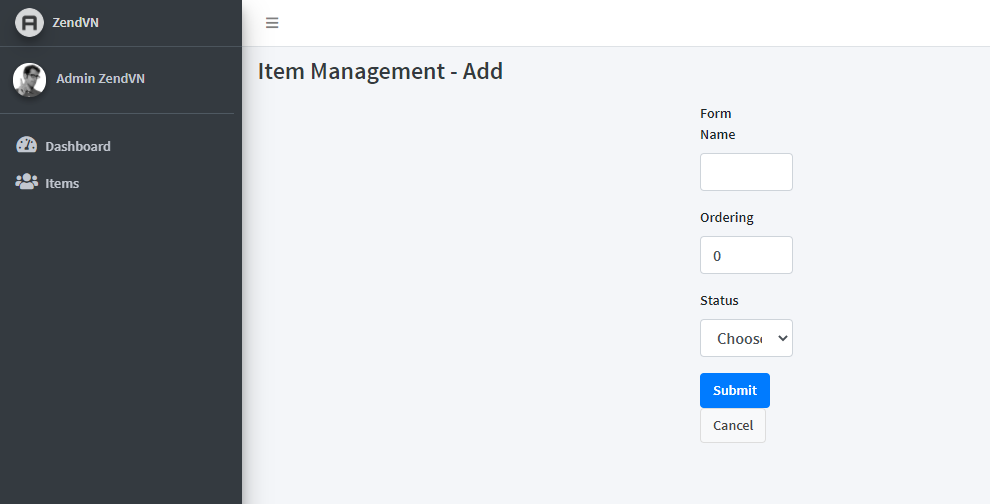 ZendVN
Admin ZendVN
Dashboard
Items
Item Management - Add
Form
Name
Ordering
0
Status
Choose
Submit
Cancel